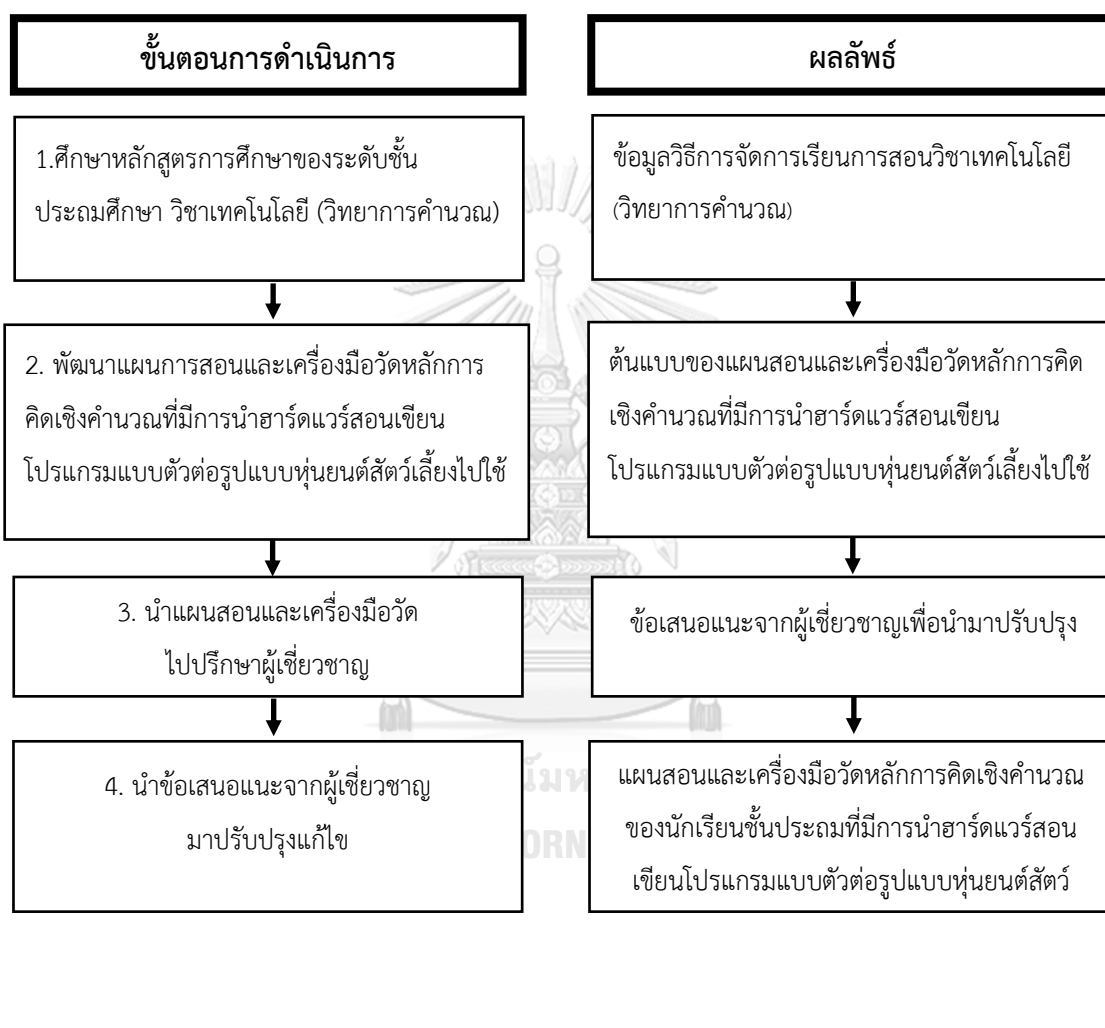 ขั้นตอนการดำเนินการ
ผลลัพธ์
1.ศึกษาหลักสูตรการศึกษาของระดับชั้น
ประถมศึกษา วิชาเทคโนโลยี (วิทยาการคำนวณ)
ข้อมูลวิธีการจัดการเรียนการสอนวิชาเทคโนโลยี
(วิทยาการคำนวณ)
2. พัฒนาแผนการสอนและเครื่องมือวัดหลักการ
คิดเชิงคำนวณที่มีการนำฮาร์ดแวร์สอนเขียน
โปรแกรมแบบตัวต่อรูปแบบหุ่นยนต์สัตว์เลี้ยงไปใช้
ต้นแบบของแผนสอนและเครื่องมือวัดหลักการคิด
เชิงคำนวณที่มีการนำฮาร์ดแวร์สอนเขียน
โปรแกรมแบบตัวต่อรูปแบบหุ่นยนต์สัตว์เลี้ยงไปใช้
3. นำแผนสอนและเครื่องมือวัด
ไปปรึกษาผู้เชี่ยวชาญ
ข้อเสนอแนะจากผู้เชี่ยวชาญเพื่อนำมาปรับปรุง
4. นำข้อเสนอแนะจากผู้เชี่ยวชาญ
มาปรับปรุงแก้ไข
แผนสอนและเครื่องมือวัดหลักการคิดเชิงคำนวณ
ของนักเรียนชั้นประถมที่มีการนำฮาร์ดแวร์สอน
เขียนโปรแกรมแบบตัวต่อรูปแบบหุ่นยนต์สัตว์